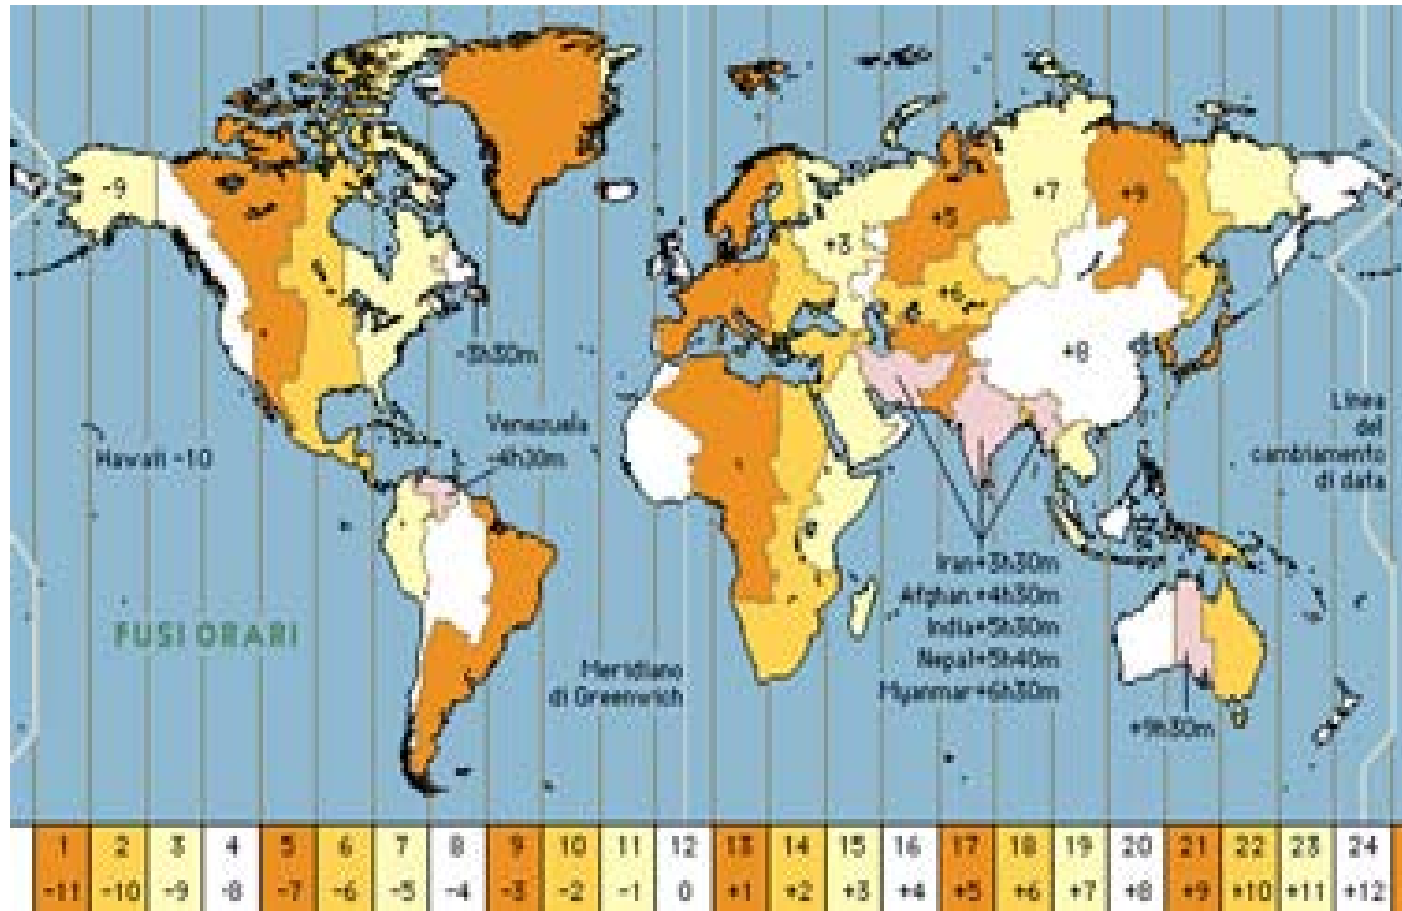 -9
+7
+9
+5
+3
+6
+8
-3h30m
Venezuela
-4h30m
Hawaii -10
Linea
del
cambiamento
di data
Iran+3h30m
Afghan.+4h30m
India+5h30m
Nepal+5h40m
Myanmar+6h30m
FUSI ORARI
Meridiano
di Greenwich
+9h30m
1 2 3 4 5 6 7 8 9 10 11 12 13 14 15 16 17 18 19 20 21 22 23 24
-11 -10 -9 -8 -7 -6 -5 -4 -3 -2 -1 0 +1 +2 +3 +4 +5 +6 +7 +8 +9 +10 +11 +12